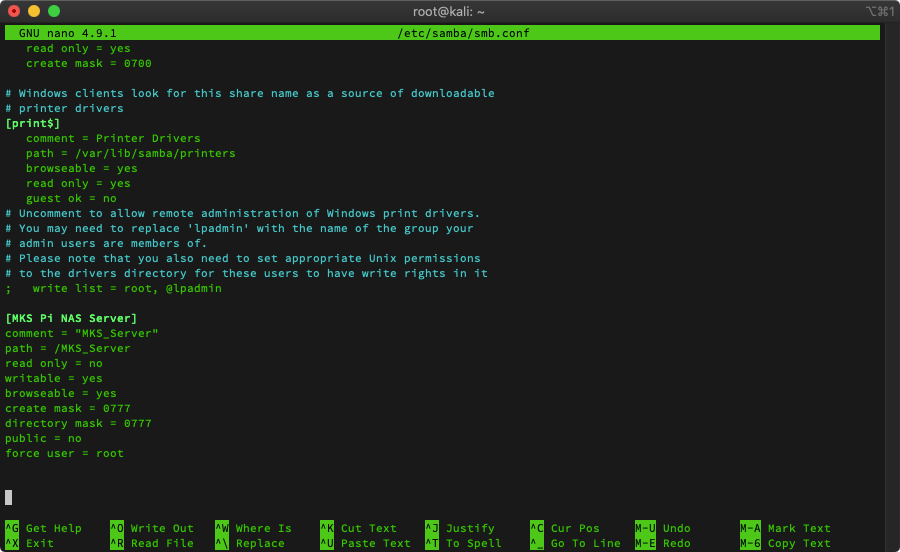 root@kali: ~
⌥⌘1
GNU nano 4.9.1 /etc/samba/smb.conf
read only = yes
create mask = 0700
# Windows clients look for this share name as a source of downloadable
# printer drivers
[print$]
comment = Printer Drivers
path = /var/lib/samba/printers
browseable = yes
read only = yes
guest ok = no
# Uncomment to allow remote administration of Windows print drivers.
# You may need to replace 'lpadmin' with the name of the group your
# admin users are members of.
# Please note that you also need to set appropriate Unix permissions
# to the drivers directory for these users to have write rights in it
;   write list = root, @lpadmin
[MKS Pi NAS Server]
comment = "MKS_Server"
path = /MKS_Server
read only = no
writable = yes
browseable = yes
create mask = 0777
directory mask = 0777
public = no
force user = root
^G Get Help ^O Write Out ^W Where Is ^K Cut Text ^J Justify ^C Cur Pos M-U Undo M-A Mark Text
^X Exit ^R Read File ^\ Replace ^U Paste Text ^T To Spell ^_ Go To Line M-E Redo M-6 Copy Text